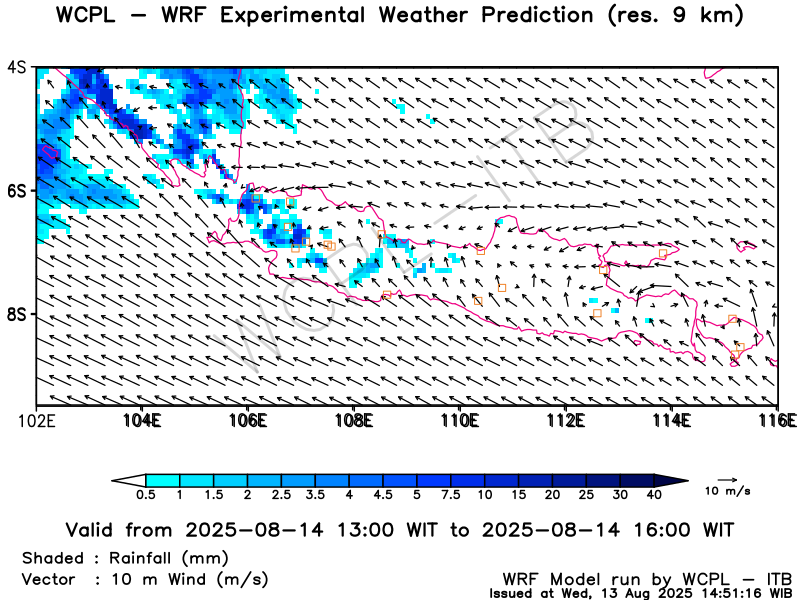 WCPL – WRF Experimental Weather Prediction (res. 9 km)
4S
6S
8S
WCPL–ITB
102E 104E 106E 108E 110E 112E 114E 116E
0.5 1 1.5 2 2.5 3.5 4 4.5 5 7.5 10 15 20 25 30 40
10 m/s
Valid from 2025–08–14 13:00 WIT to 2025–08–14 16:00 WIT
Shaded : Rainfall (mm)
Vector : 10 m Wind (m/s)
WRF Model run by WCPL – ITB
Issued at Wed, 13 Aug 2025 14:51:16 WIB